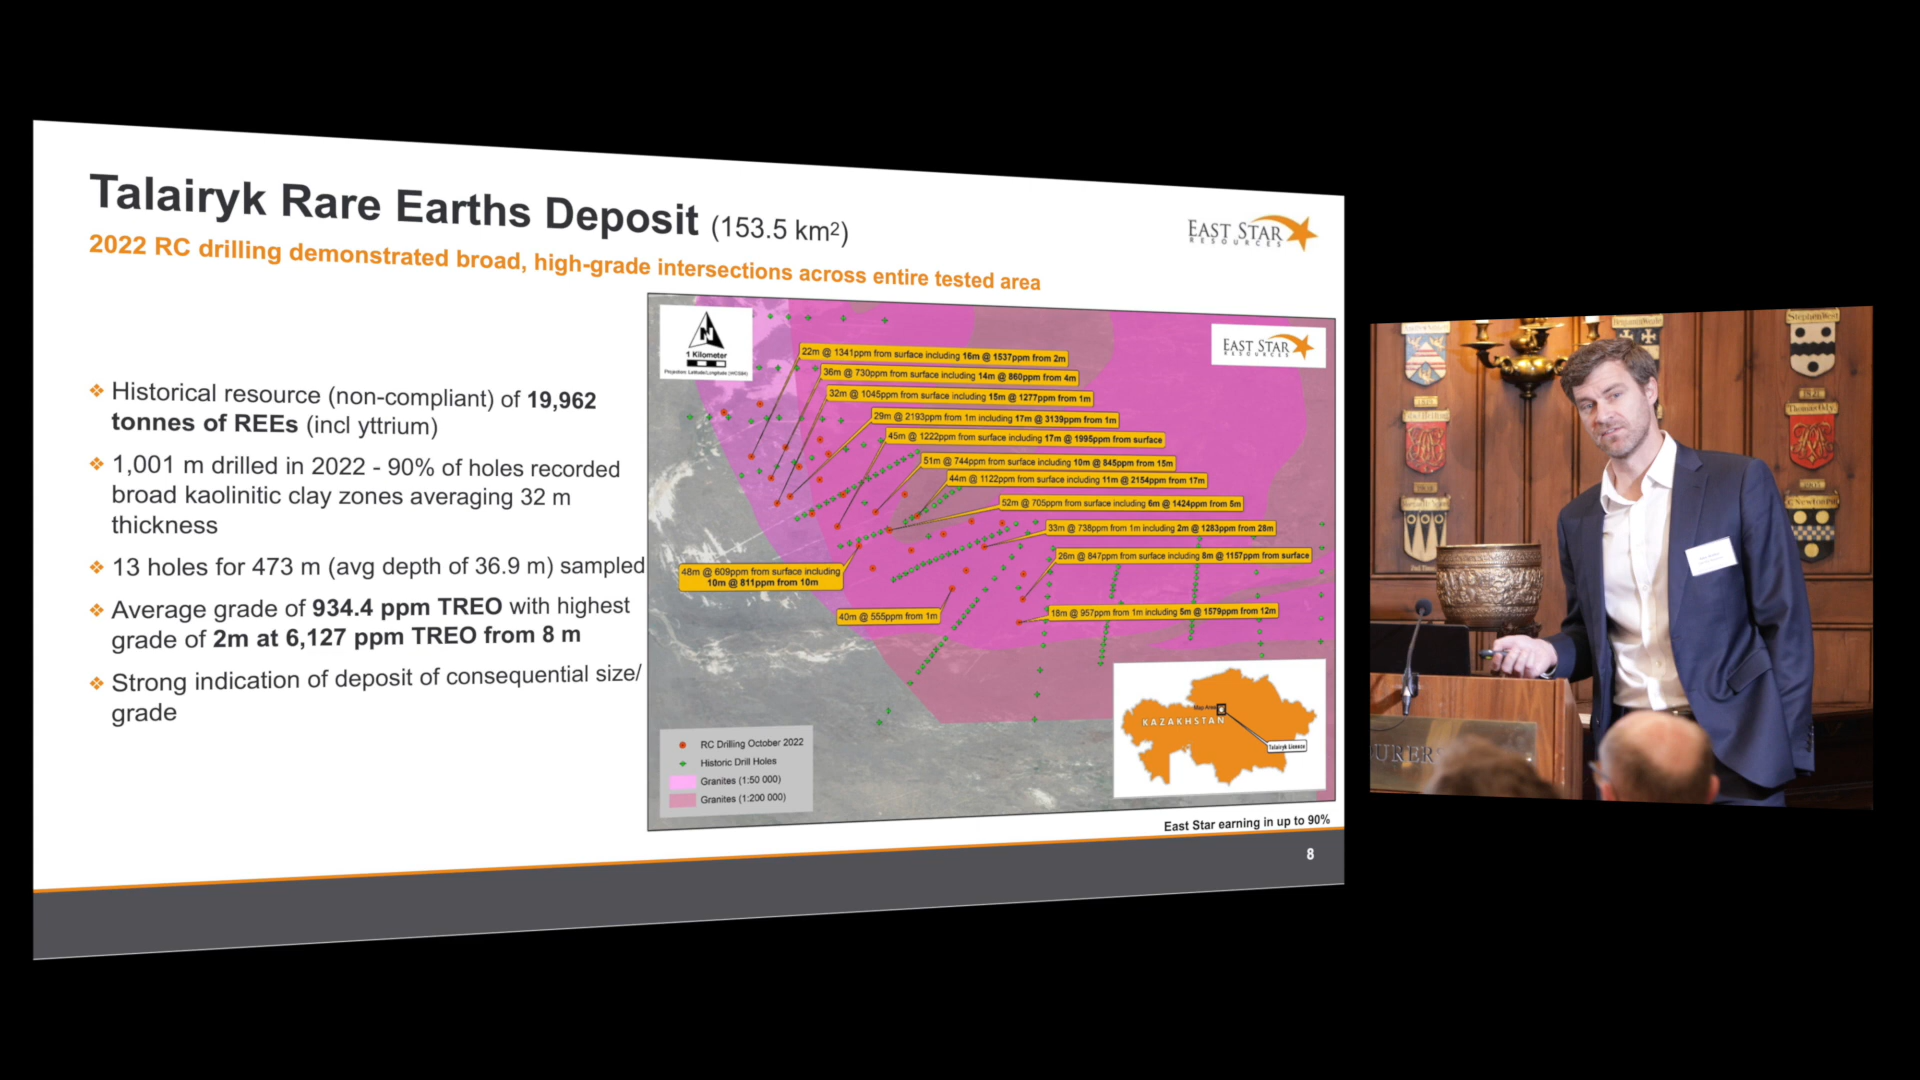 Talairyk Rare Earths Deposit (153.5 km²)
2022 RC drilling demonstrated broad, high-grade intersections across entire tested area
EAST STAR
RESOURCES
Historical resource (non-compliant) of 19,962
tonnes of REEs (incl yttrium)
1,001 m drilled in 2022 - 90% of holes recorded
broad kaolinitic clay zones averaging 32 m
thickness
13 holes for 473 m (avg depth of 36.9 m) sampled
Average grade of 934.4 ppm TREO with highest
grade of 2m at 6,127 ppm TREO from 8 m
Strong indication of deposit of consequential size/
grade
N
1 Kilometer
EAST STAR
RESOURCES
22m @ 1341ppm from surface including 16m @ 1537ppm from 2m
36m @ 730ppm from surface including 14m @ 860ppm from 4m
32m @ 1045ppm from surface including 15m @ 1277ppm from 1m
29m @ 2193ppm from 1m including 17m @ 3139ppm from 1m
45m @ 1222ppm from surface including 17m @ 1995ppm from surface
51m @ 744ppm from surface including 10m @ 845ppm from 15m
44m @ 1122ppm from surface including 11m @ 2154ppm from 17m
52m @ 705ppm from surface including 6m @ 1424ppm from 5m
33m @ 738ppm from 1m including 2m @ 1283ppm from 28m
26m @ 847ppm from surface including 8m @ 1157ppm from surface
48m @ 609ppm from surface including
10m @ 811ppm from 10m
40m @ 555ppm from 1m
18m @ 957ppm from 1m including 5m @ 1579ppm from 12m
RC Drilling October 2022
Historic Drill Holes
Granites (1:50 000)
Granites (1:200 000)
Map Area
KAZAKHSTAN
Talairyk Licence
East Star earning in up to 90%
8
URERS